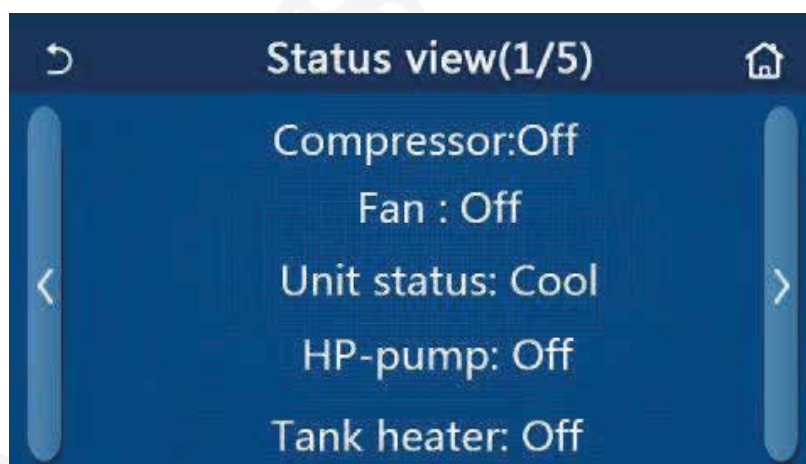 Status view(1/5)
Compressor:Off
Fan : Off
Unit status: Cool
HP-pump: Off
Tank heater: Off